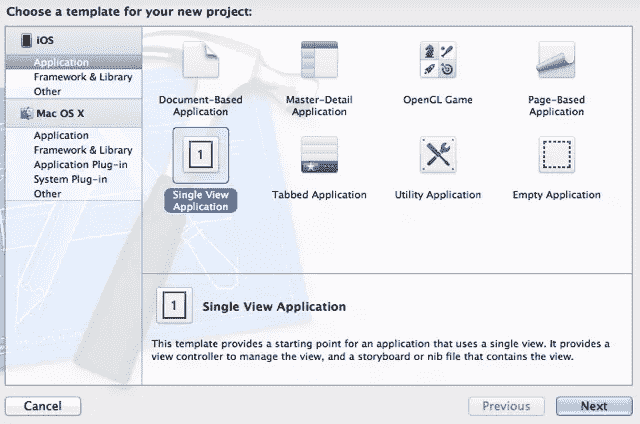 Choose a template for your new project:
iOS
Application
Framework & Library
Other
Mac OS X
Application
Framework & Library
Application Plug-in
System Plug-in
Other
Document-Based
Application
Master-Detail
Application
OpenGL Game
Page-Based
Application
1
Single View
Application
Tabbed Application
Utility Application
Empty Application
1
Single View Application
This template provides a starting point for an application that uses a single view. It provides a
view controller to manage the view, and a storyboard or nib file that contains the view.
Cancel
Previous
Next